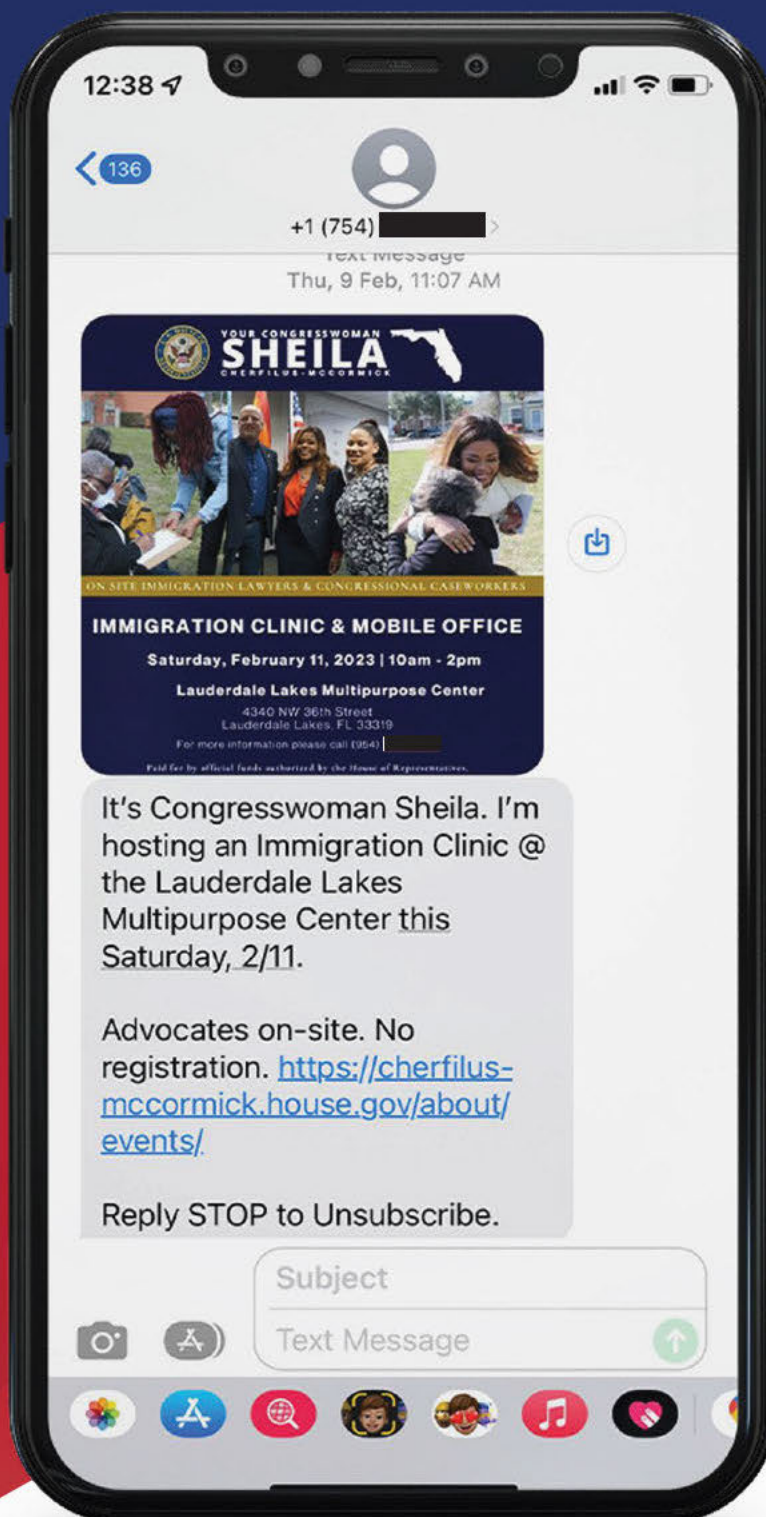 12:38
136
+1 (754)
Text Message
Thu, 9 Feb, 11:07 AM
YOUR CONGRESSWOMAN
SHEILA
CHERFILUS-MCCORMICK
ON SITE IMMIGRATION LAWYERS & CONGRESSIONAL CASEWORKERS
IMMIGRATION CLINIC & MOBILE OFFICE
Saturday, February 11, 2023 | 10am - 2pm
Lauderdale Lakes Multipurpose Center
4340 NW 36th Street
Lauderdale Lakes, FL 33319
For more information please call (954)
Paid for by official funds authorized by the House of Representatives.
It's Congresswoman Sheila. I'm
hosting an Immigration Clinic @
the Lauderdale Lakes
Multipurpose Center this
Saturday, 2/11.
Advocates on-site. No
registration. https://cherfilus-
mccormick.house.gov/about/
events/
Reply STOP to Unsubscribe.
Subject
Text Message